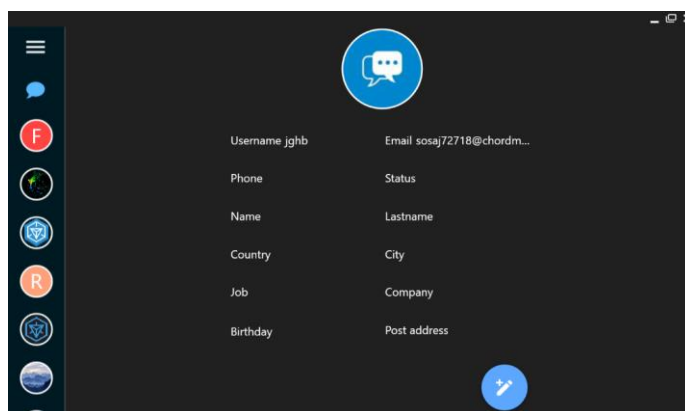 F
Username jghb Email sosaj72718@chordm...
Phone Status
Name Lastname
Country City
R
Job Company
Birthday Post address